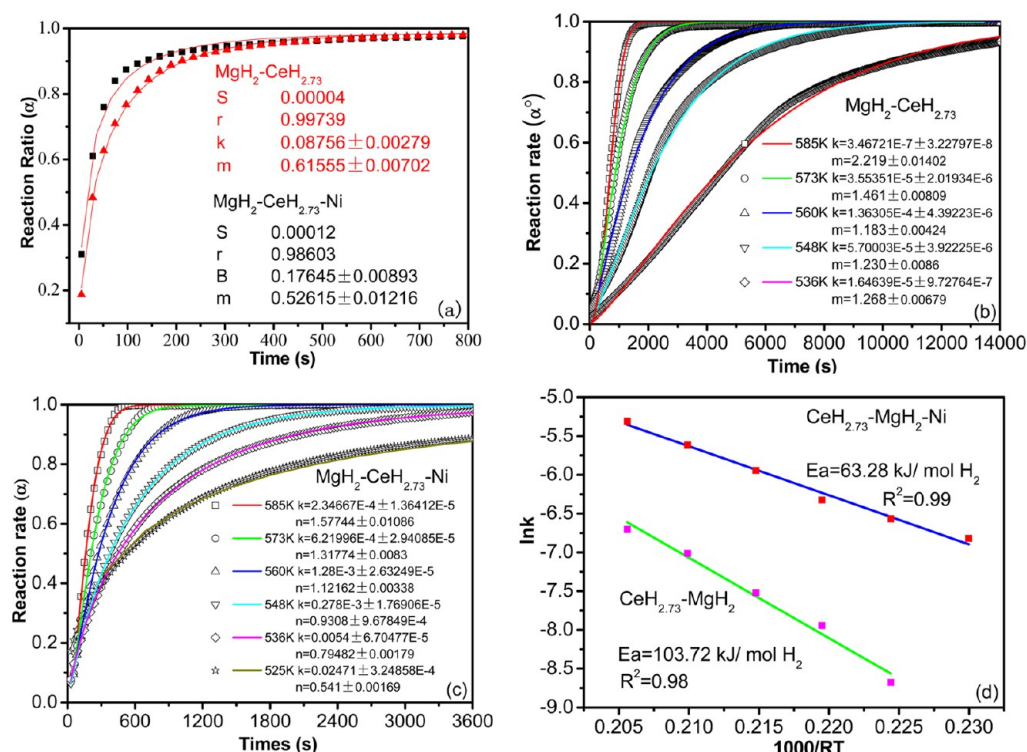 1.0
0.8
0.6
0.4
0.2
Reaction Ratio (α)
MgH2-CeH2.73
S 0.00004
r 0.99739
k 0.08756±0.00279
m 0.61555±0.00702
MgH2-CeH2.73-Ni
S 0.00012
r 0.98603
B 0.17645±0.00893
m 0.52615±0.01216
(a)
0 100 200 300 400 500 600 700 800
Time (s)
1.0
0.8
0.6
0.4
0.2
0.0
Reaction rate (α°)
MgH2-CeH2.73
585K k=3.46721E-7±3.22797E-8
m=2.219±0.01402
573K k=3.55351E-5±2.01934E-6
m=1.461±0.00809
560K k=1.36305E-4±4.39223E-6
m=1.183±0.00424
548K k=5.70003E-5±3.92225E-6
m=1.230±0.0086
536K k=1.64639E-5±9.72764E-7
m=1.268±0.00679
(b)
0 2000 4000 6000 8000 10000 12000 14000
Time (s)
1.0
0.8
0.6
0.4
0.2
0.0
Reaction rate (α)
MgH2-CeH2.73-Ni
585K k=2.34667E-4±1.36412E-5
n=1.57744±0.01086
573K k=6.21996E-4±2.94085E-5
n=1.31774±0.0083
560K k=1.28E-3±2.63249E-5
n=1.12162±0.00338
548K k=0.278E-3±1.76906E-5
n=0.9308±9.67849E-4
536K k=0.0054±6.70477E-5
n=0.79482±0.00179
525K k=0.02471±3.24858E-4
n=0.541±0.00169
(c)
0 600 1200 1800 2400 3000 3600
Times (s)
-5.0
-5.5
-6.0
-6.5
-7.0
-7.5
-8.0
-8.5
-9.0
lnk
CeH2.73-MgH2-Ni
Ea=63.28 kJ/ mol H2
R2=0.99
CeH2.73-MgH2
Ea=103.72 kJ/ mol H2
R2=0.98
(d)
0.205 0.210 0.215 0.220 0.225 0.230
1000/RT